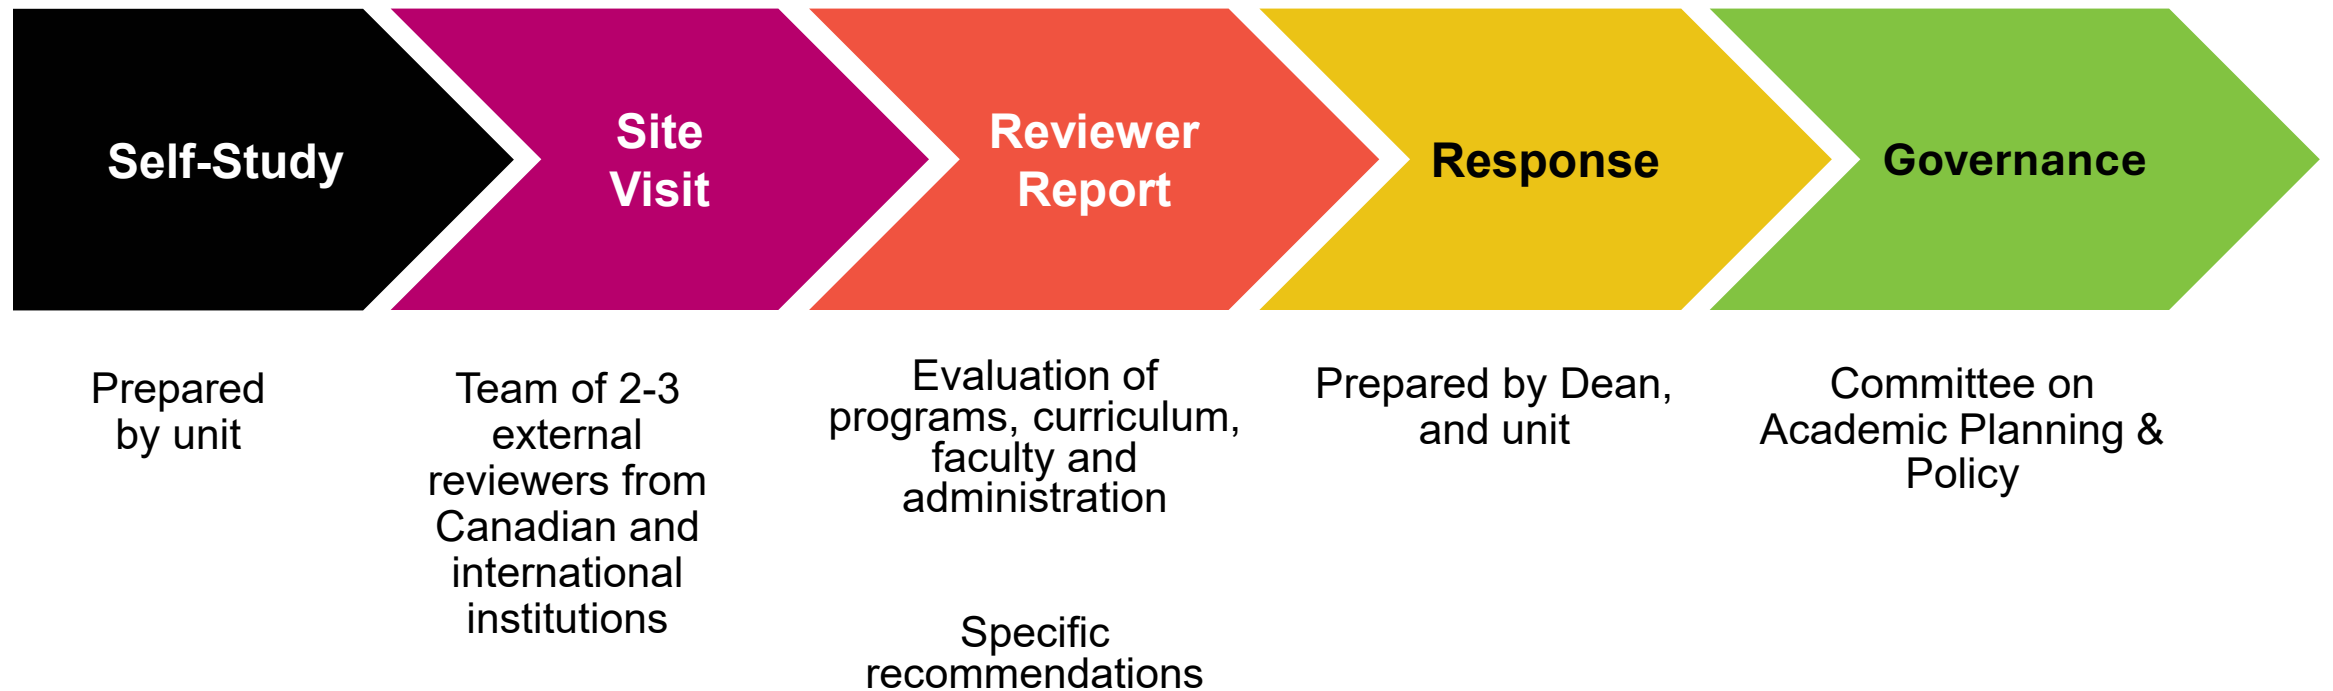 Self-Study
Site
Visit
Reviewer
Report
Response
Governance
Prepared
by unit
Team of 2-3
external
reviewers from
Canadian and
international
institutions
Evaluation of
programs, curriculum,
faculty and
administration
Specific
recommendations
Prepared by Dean,
and unit
Committee on
Academic Planning &
Policy